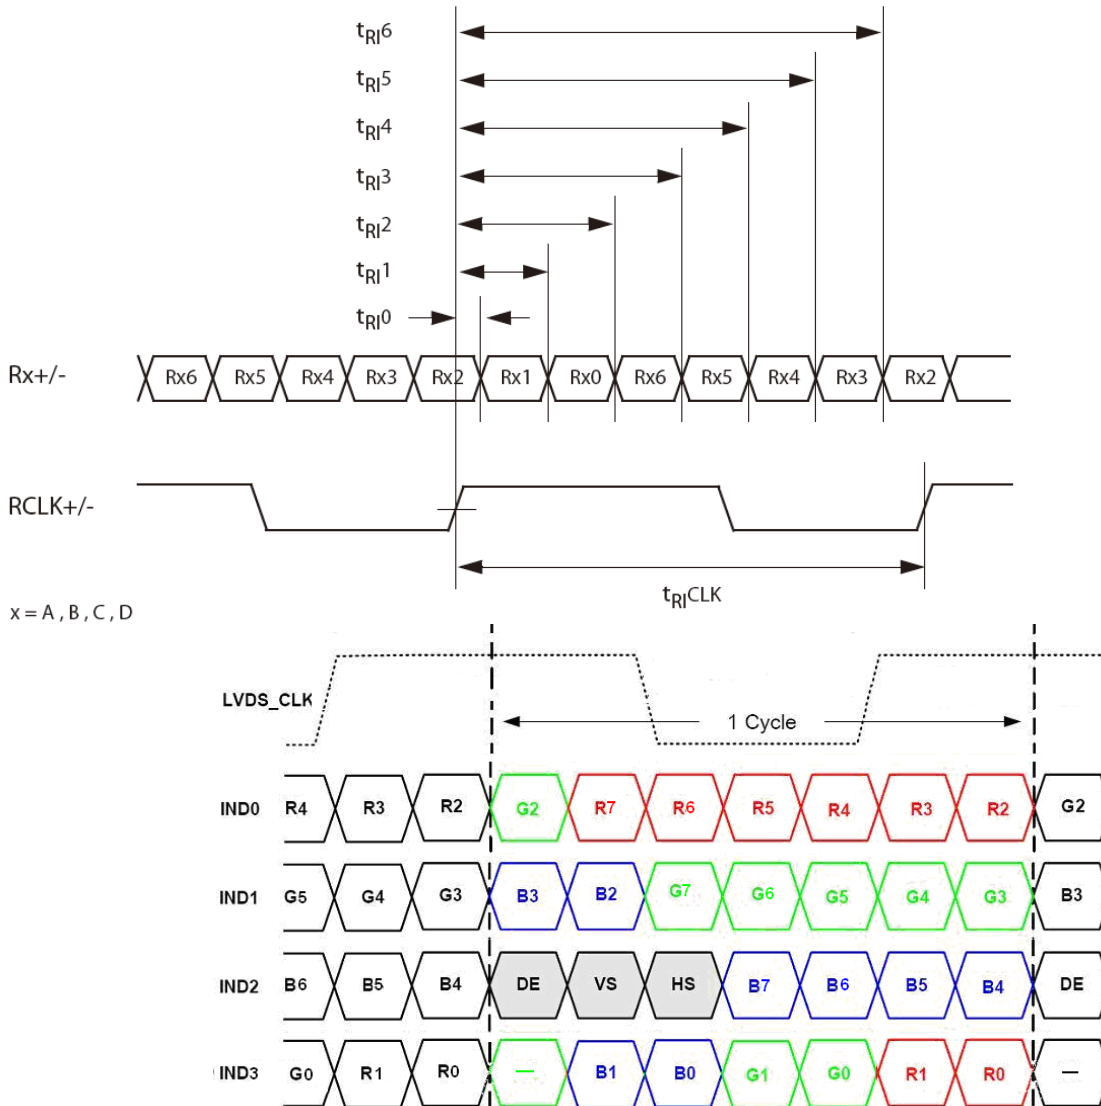 tRI6
tRI5
tRI4
tRI3
tRI2
tRI1
tRI0
Rx+/- Rx6 Rx5 Rx4 Rx3 Rx2 Rx1 Rx0 Rx6 Rx5 Rx4 Rx3 Rx2
RCLK+/-
tRICLK
x = A , B , C , D
LVDS_CLK
1 Cycle
IND0 R4 R3 R2 G2 R7 R6 R5 R4 R3 R2 G2
IND1 G5 G4 G3 B3 B2 G7 G6 G5 G4 G3 B3
IND2 B6 B5 B4 DE VS HS B7 B6 B5 B4 DE
IND3 G0 R1 R0 — B1 B0 G1 G0 R1 R0 —